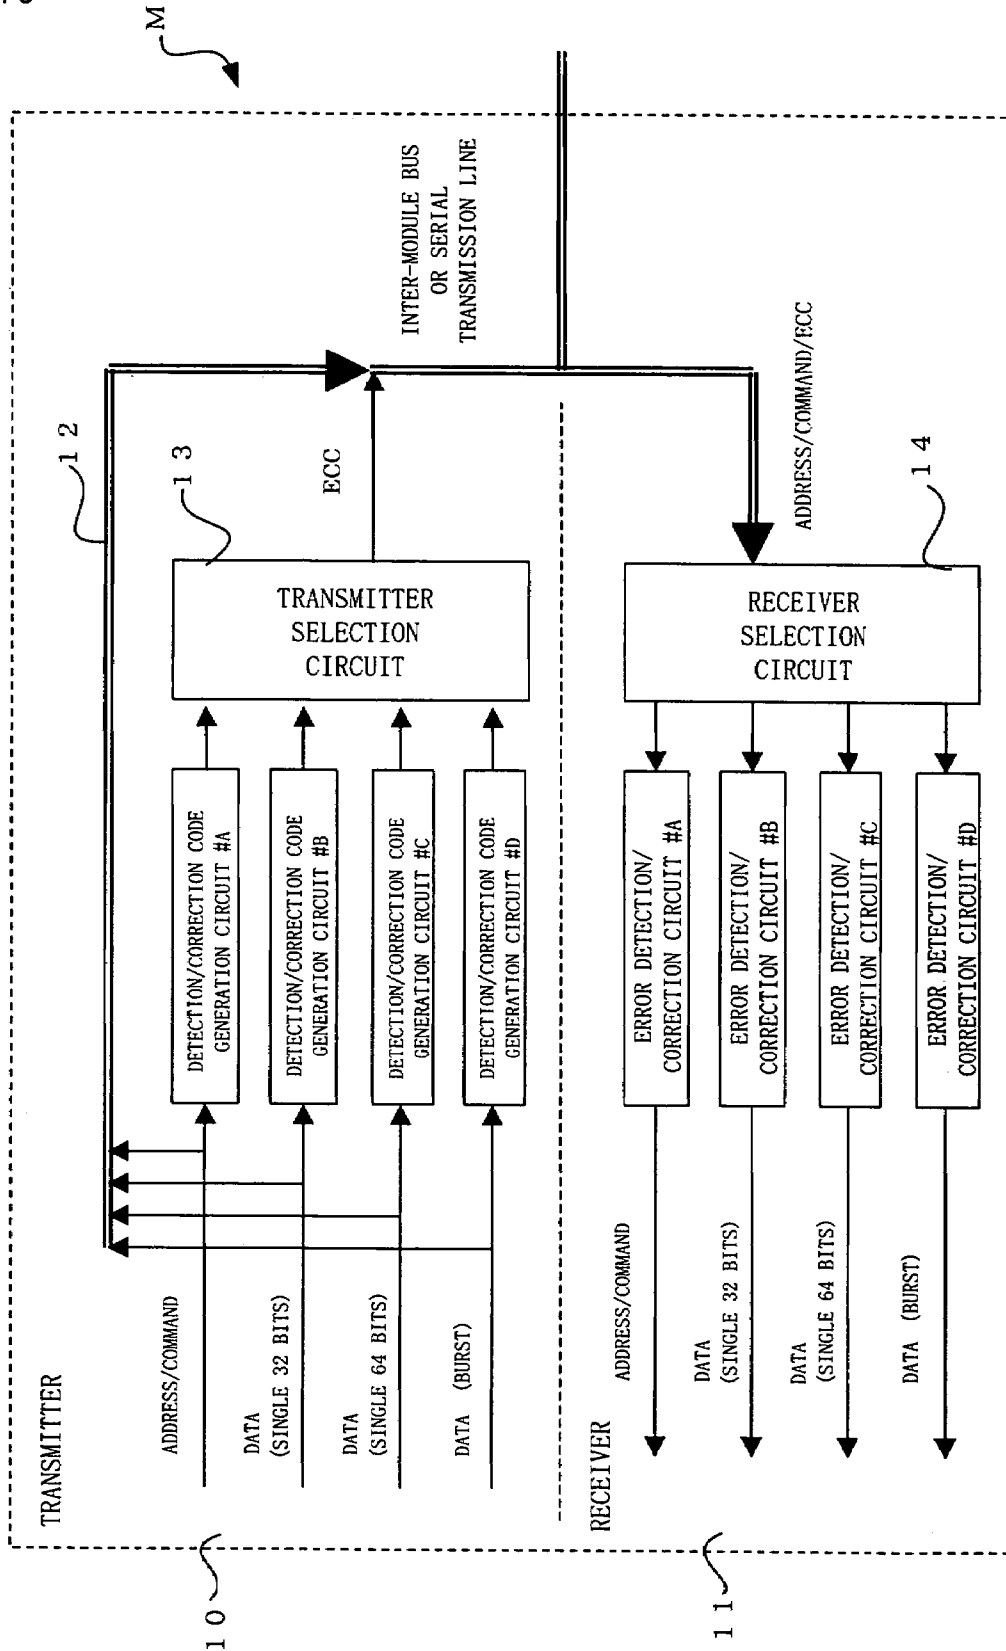 M
TRANSMITTER
10
ADDRESS/COMMAND
DATA
(SINGLE 32 BITS)
DATA
(SINGLE 64 BITS)
DATA (BURST)
12
DETECTION/CORRECTION CODE
GENERATION CIRCUIT #A
DETECTION/CORRECTION CODE
GENERATION CIRCUIT #B
DETECTION/CORRECTION CODE
GENERATION CIRCUIT #C
DETECTION/CORRECTION CODE
GENERATION CIRCUIT #D
13
TRANSMITTER
SELECTION
CIRCUIT
ECC
INTER-MODULE BUS
OR SERIAL
TRANSMISSION LINE
RECEIVER
11
ADDRESS/COMMAND
DATA
(SINGLE 32 BITS)
DATA
(SINGLE 64 BITS)
DATA (BURST)
ERROR DETECTION/
CORRECTION CIRCUIT #A
ERROR DETECTION/
CORRECTION CIRCUIT #B
ERROR DETECTION/
CORRECTION CIRCUIT #C
ERROR DETECTION/
CORRECTION CIRCUIT #D
RECEIVER
SELECTION
CIRCUIT
14
ADDRESS/COMMAND/ECC